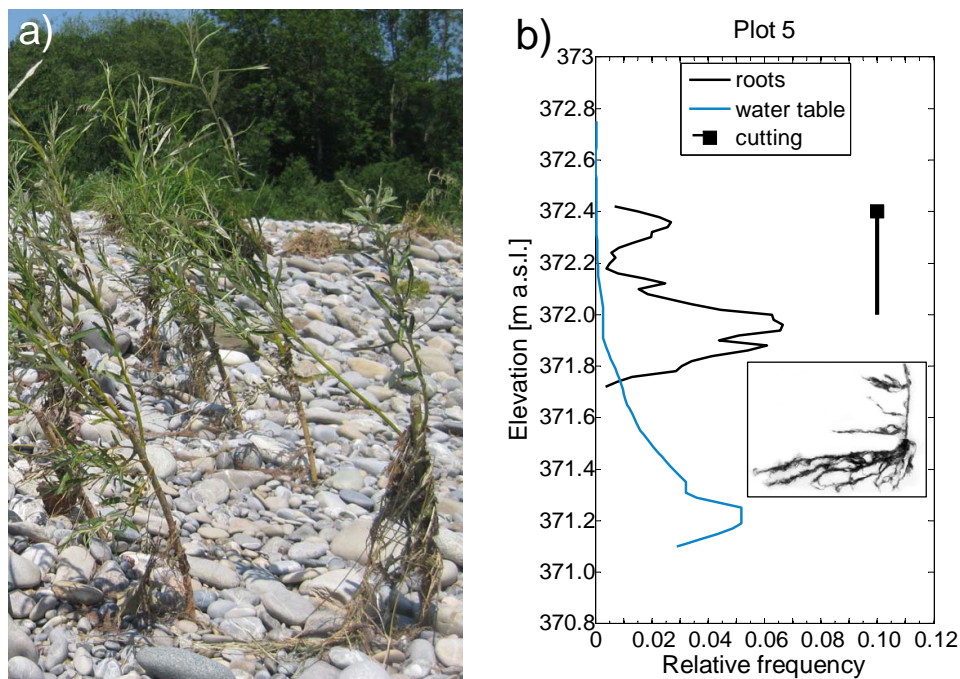 a)
b)
Plot 5
roots
water table
cutting
Elevation [m a.s.l.]
373
372.8
372.6
372.4
372.2
372.0
371.8
371.6
371.4
371.2
371.0
370.8
0 0.02 0.04 0.06 0.08 0.10 0.12
Relative frequency